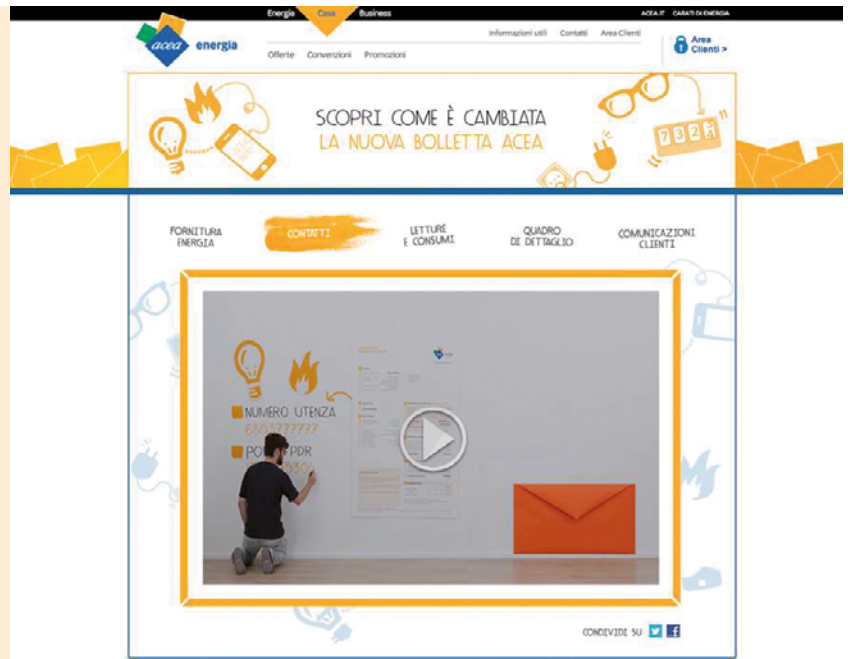 Energia Casa Business
ACEA.IT CARATI DI ENERGIA
acea energia
Informazioni utili Contatti Area Clienti
Area
Clienti >
Offerte Convenzioni Promozioni
SCOPRI COME È CAMBIATA
LA NUOVA BOLLETTA ACEA
732
FORNITURA
ENERGIA
CONTATTI
LETTURE
E CONSUMI
QUADRO
DI DETTAGLIO
COMUNICAZIONI
CLIENTI
NUMERO UTENZA
PDR
CONDIVIDI SU